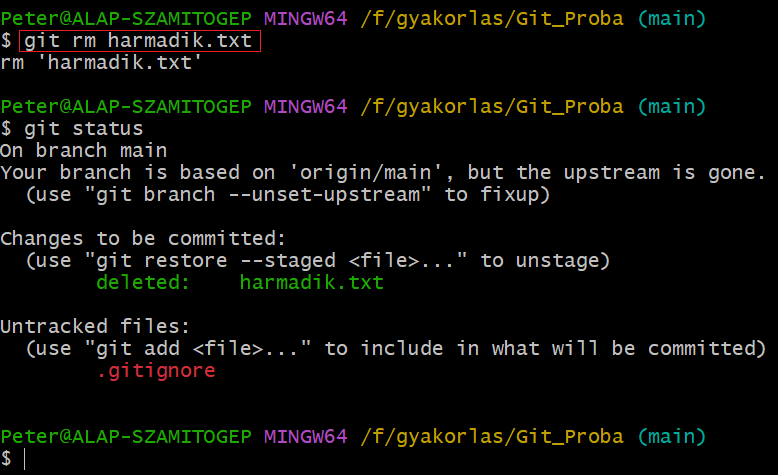 Peter@ALAP-SZAMITOGEP MINGW64 /f/gyakorlas/Git_Proba (main)
$ git rm harmadik.txt
rm 'harmadik.txt'
Peter@ALAP-SZAMITOGEP MINGW64 /f/gyakorlas/Git_Proba (main)
$ git status
On branch main
Your branch is based on 'origin/main', but the upstream is gone.
  (use "git branch --unset-upstream" to fixup)
Changes to be committed:
  (use "git restore --staged <file>..." to unstage)
        deleted:    harmadik.txt
Untracked files:
  (use "git add <file>..." to include in what will be committed)
        .gitignore
Peter@ALAP-SZAMITOGEP MINGW64 /f/gyakorlas/Git_Proba (main)
$